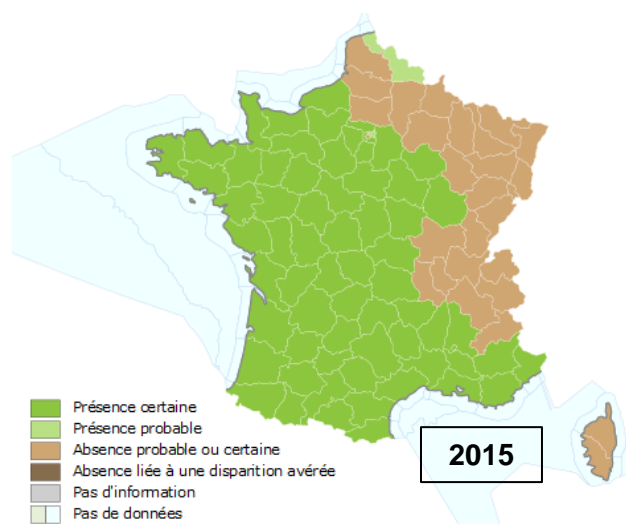 Présence certaine
Présence probable
Absence probable ou certaine
Absence liée à une disparition avérée
Pas d'information
Pas de données
2015